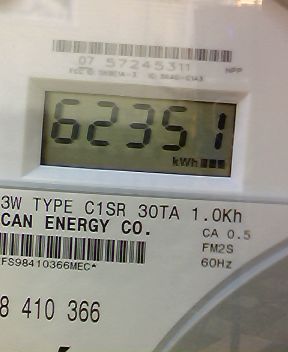 07 57245311
NPP
62351
kWh
3W TYPE C1SR 30TA 1.0Kh
CAN ENERGY CO.
CA 0.5
FM2S
60Hz
FS98410366MEC*
8 410 366